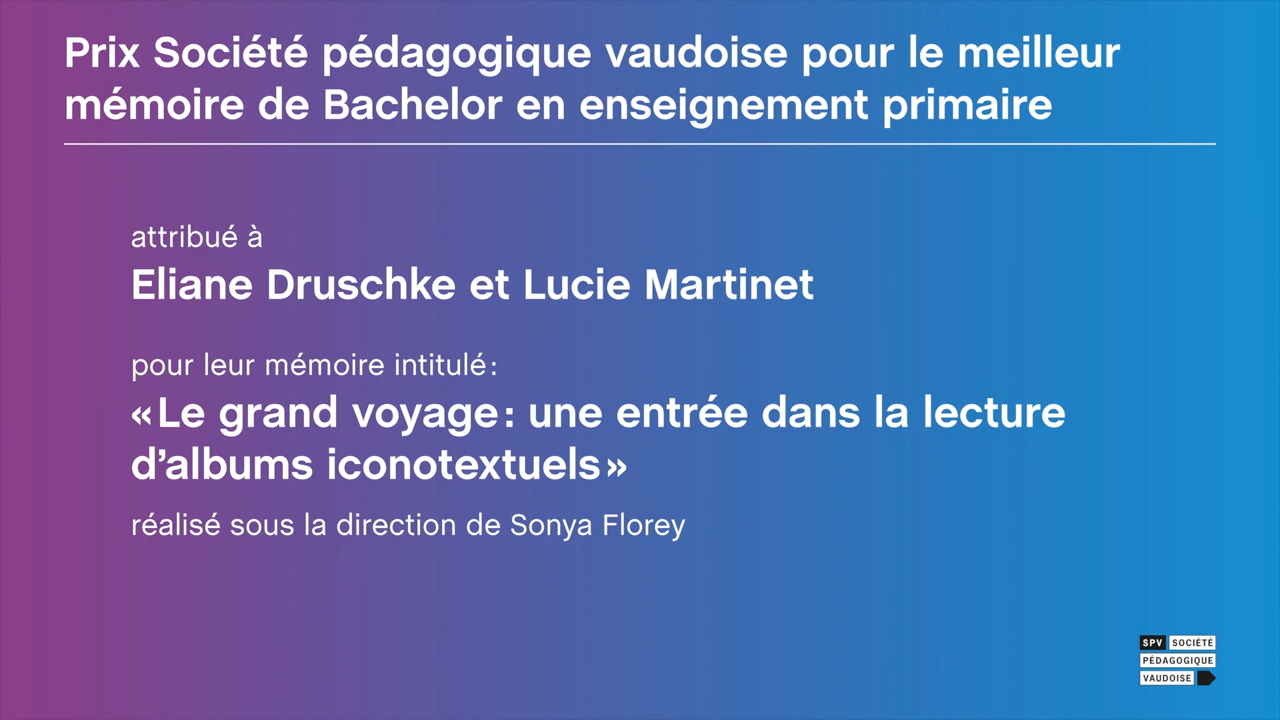 Prix Société pédagogique vaudoise pour le meilleur
mémoire de Bachelor en enseignement primaire
attribué à
Eliane Druschke et Lucie Martinet
pour leur mémoire intitulé :
« Le grand voyage : une entrée dans la lecture
d’albums iconotextuels »
réalisé sous la direction de Sonya Florey
SPV SOCIÉTÉ
PÉDAGOGIQUE
VAUDOISE